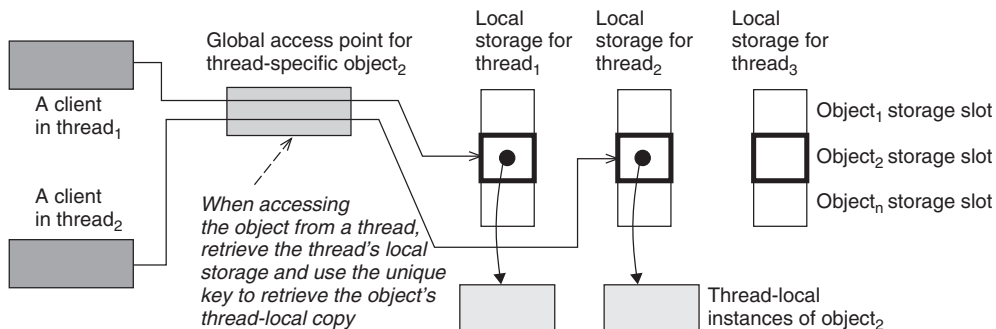 Local
storage for
thread₁
Local
storage for
thread₂
Local
storage for
thread₃
Global access point for
thread-specific object₂
A client
in thread₁
Object₁ storage slot
Object₂ storage slot
Objectₙ storage slot
A client
in thread₂
When accessing
the object from a thread,
retrieve the thread's local
storage and use the unique
key to retrieve the object's
thread-local copy
Thread-local
instances of object₂